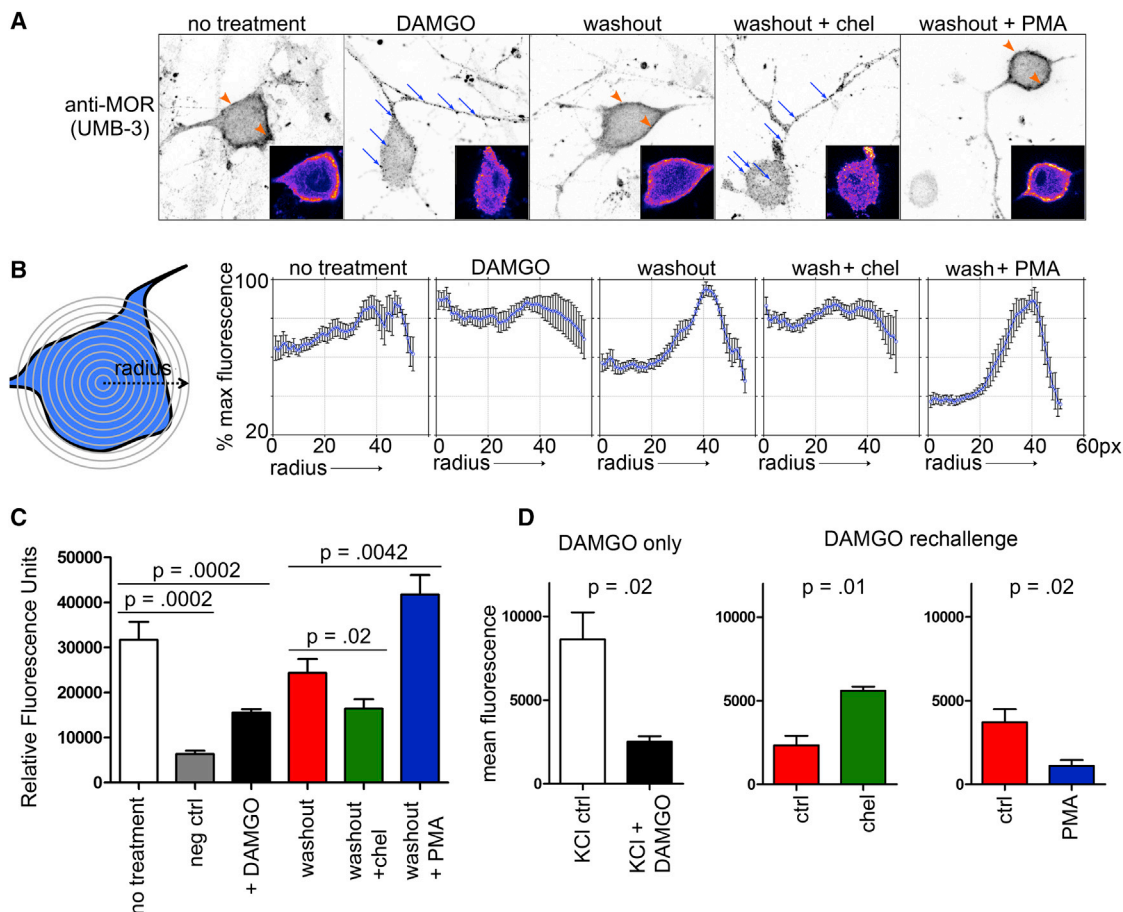 A
no treatment
DAMGO
washout
washout + chel
washout + PMA
anti-MOR
(UMB-3)
B
radius
% max fluorescence
100
20
no treatment
DAMGO
washout
wash + chel
wash + PMA
0 20 40
0 20 40
0 20 40
0 20 40
0 20 40 60px
radius
radius
radius
radius
radius
C
Relative Fluorescence Units
50000
40000
30000
20000
10000
0
p = .0002
p = .0002
p = .0042
p = .02
no treatment
neg ctrl
+ DAMGO
washout
washout
+chel
washout
+ PMA
D
DAMGO only
DAMGO rechallenge
mean fluorescence
p = .02
10000
5000
0
KCl ctrl
KCl +
DAMGO
p = .01
10000
5000
0
ctrl
chel
p = .02
10000
5000
0
ctrl
PMA